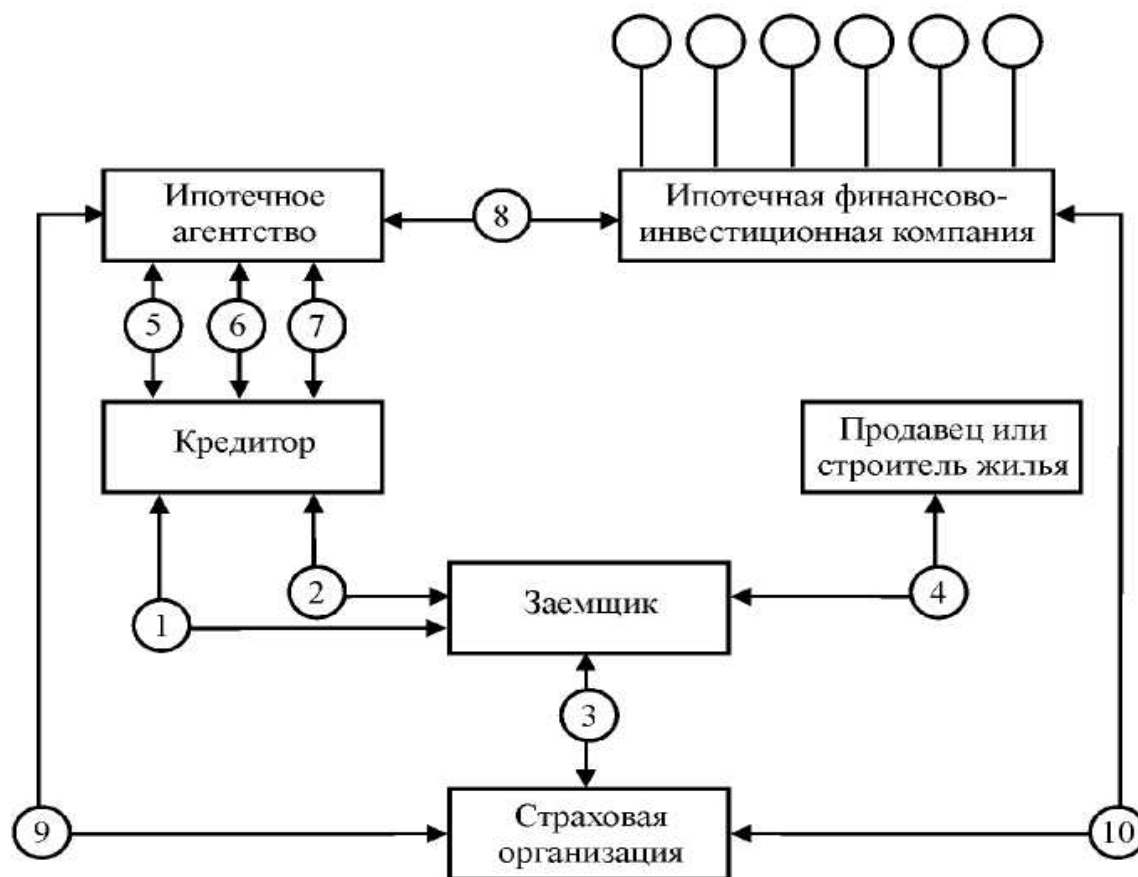 Ипотечное
агентство
8
Ипотечная финансово-
инвестиционная компания
5
6
7
Кредитор
Продавец или
строитель жилья
2
1
Заемщик
4
3
9
Страховая
организация
10